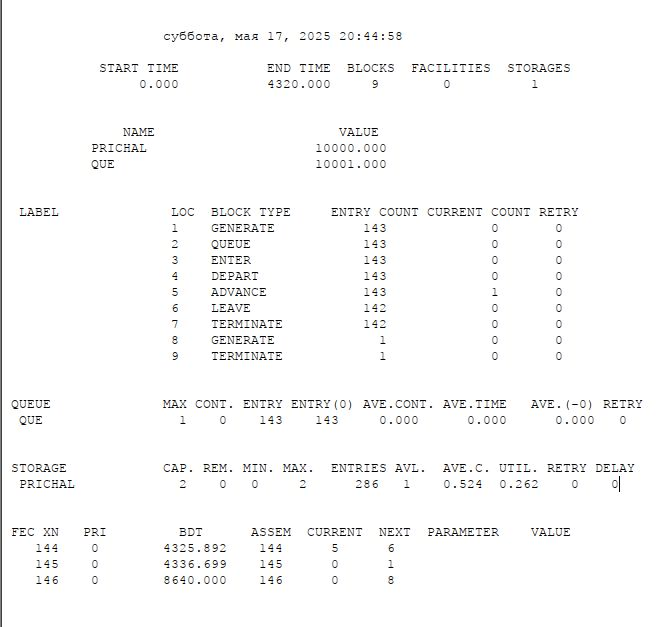 суббота, мая 17, 2025 20:44:58
START TIME END TIME BLOCKS FACILITIES STORAGES
0.000 4320.000 9 0 1
NAME VALUE
PRICHAL 10000.000
QUE 10001.000
LABEL LOC BLOCK TYPE ENTRY COUNT CURRENT COUNT RETRY
1 GENERATE 143 0 0
2 QUEUE 143 0 0
3 ENTER 143 0 0
4 DEPART 143 0 0
5 ADVANCE 143 1 0
6 LEAVE 142 0 0
7 TERMINATE 142 0 0
8 GENERATE 1 0 0
9 TERMINATE 1 0 0
QUEUE MAX CONT. ENTRY ENTRY(0) AVE.CONT. AVE.TIME AVE.(-0) RETRY
QUE 1 0 143 143 0.000 0.000 0.000 0
STORAGE CAP. REM. MIN. MAX. ENTRIES AVL. AVE.C. UTIL. RETRY DELAY
PRICHAL 2 0 0 2 286 1 0.524 0.262 0 0
FEC XN PRI BDT ASSEM CURRENT NEXT PARAMETER VALUE
144 0 4325.892 144 5 6
145 0 4336.699 145 0 1
146 0 8640.000 146 0 8